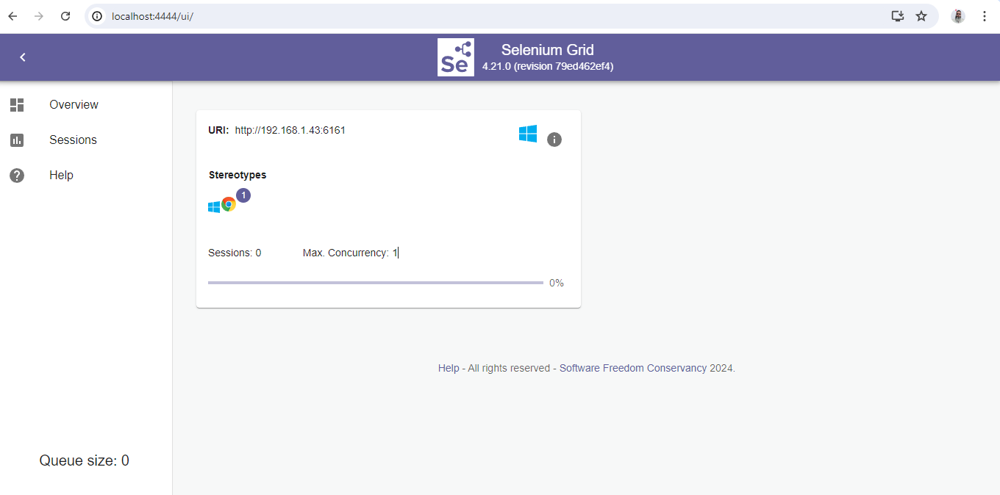 localhost:4444/ui/
Se
Selenium Grid
4.21.0 (revision 79ed462ef4)
Overview
Sessions
Help
URI: http://192.168.1.43:6161
Stereotypes
1
Sessions: 0 Max. Concurrency: 1
0%
Help - All rights reserved - Software Freedom Conservancy 2024.
Queue size: 0